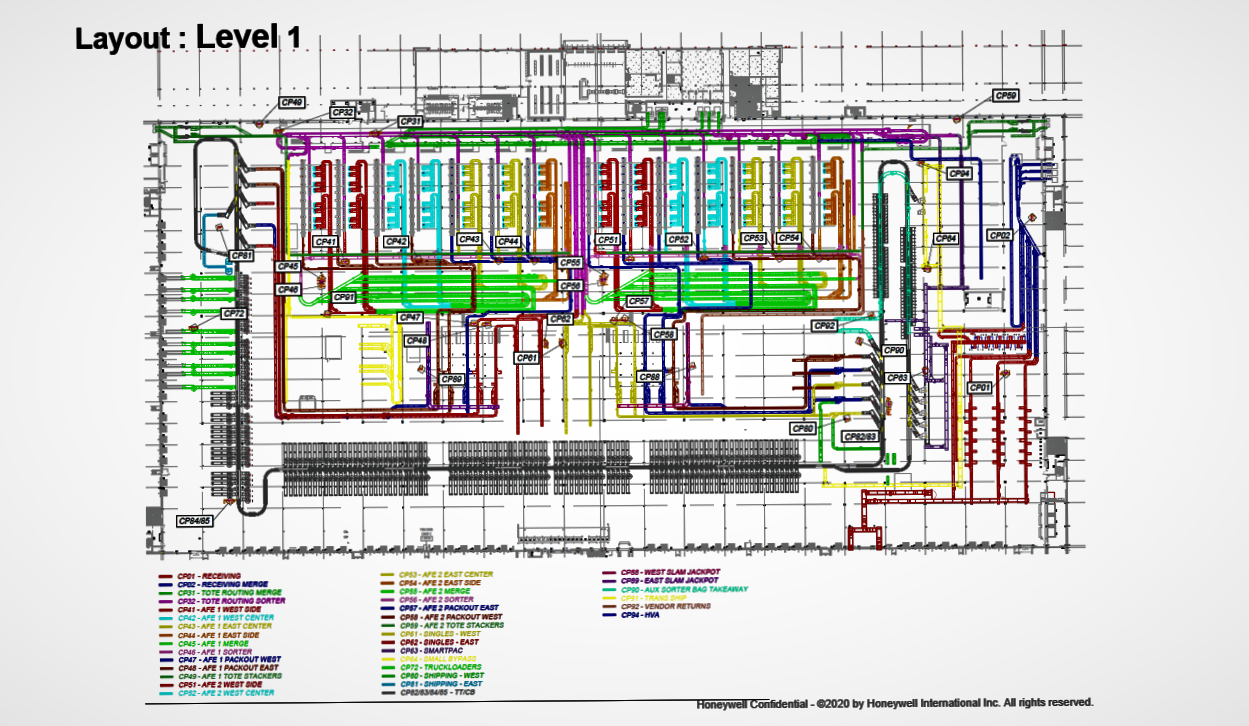 Layout : Level 1
CP49
CP32
CP31
CP59
CP94
CP41
CP42
CP43
CP44
CP51
CP52
CP53
CP54
CP64
CP02
CP81
CP45
CP55
CP46
CP91
CP56
CP57
CP72
CP47
CP62
CP92
CP48
CP58
CP61
CP90
CP69
CP68
CP63
CP01
CP80
CP82/83
CP84/85
CP01 - RECEIVING
CP02 - RECEIVING MERGE
CP31 - TOTE ROUTING MERGE
CP32 - TOTE ROUTING SORTER
CP41 - AFE 1 WEST SIDE
CP42 - AFE 1 WEST CENTER
CP43 - AFE 1 EAST CENTER
CP44 - AFE 1 EAST SIDE
CP45 - AFE 1 MERGE
CP46 - AFE 1 SORTER
CP47 - AFE 1 PACKOUT WEST
CP48 - AFE 1 PACKOUT EAST
CP49 - AFE 1 TOTE STACKERS
CP51 - AFE 2 WEST SIDE
CP52 - AFE 2 WEST CENTER
CP53 - AFE 2 EAST CENTER
CP54 - AFE 2 EAST SIDE
CP55 - AFE 2 MERGE
CP56 - AFE 2 SORTER
CP57 - AFE 2 PACKOUT EAST
CP58 - AFE 2 PACKOUT WEST
CP59 - AFE 2 TOTE STACKERS
CP61 - SINGLES - WEST
CP62 - SINGLES - EAST
CP63 - SMARTPAC
CP64 - SMALL BYPASS
CP72 - TRUCKLOADERS
CP80 - SHIPPING - WEST
CP81 - SHIPPING - EAST
CP82/83/84/85 - TT/CB
CP68 - WEST SLAM JACKPOT
CP69 - EAST SLAM JACKPOT
CP90 - AUX SORTER BAG TAKEAWAY
CP91 - TRANS SHIP
CP92 - VENDOR RETURNS
CP94 - HVA
Honeywell Confidential - ©2020 by Honeywell International Inc. All rights reserved.